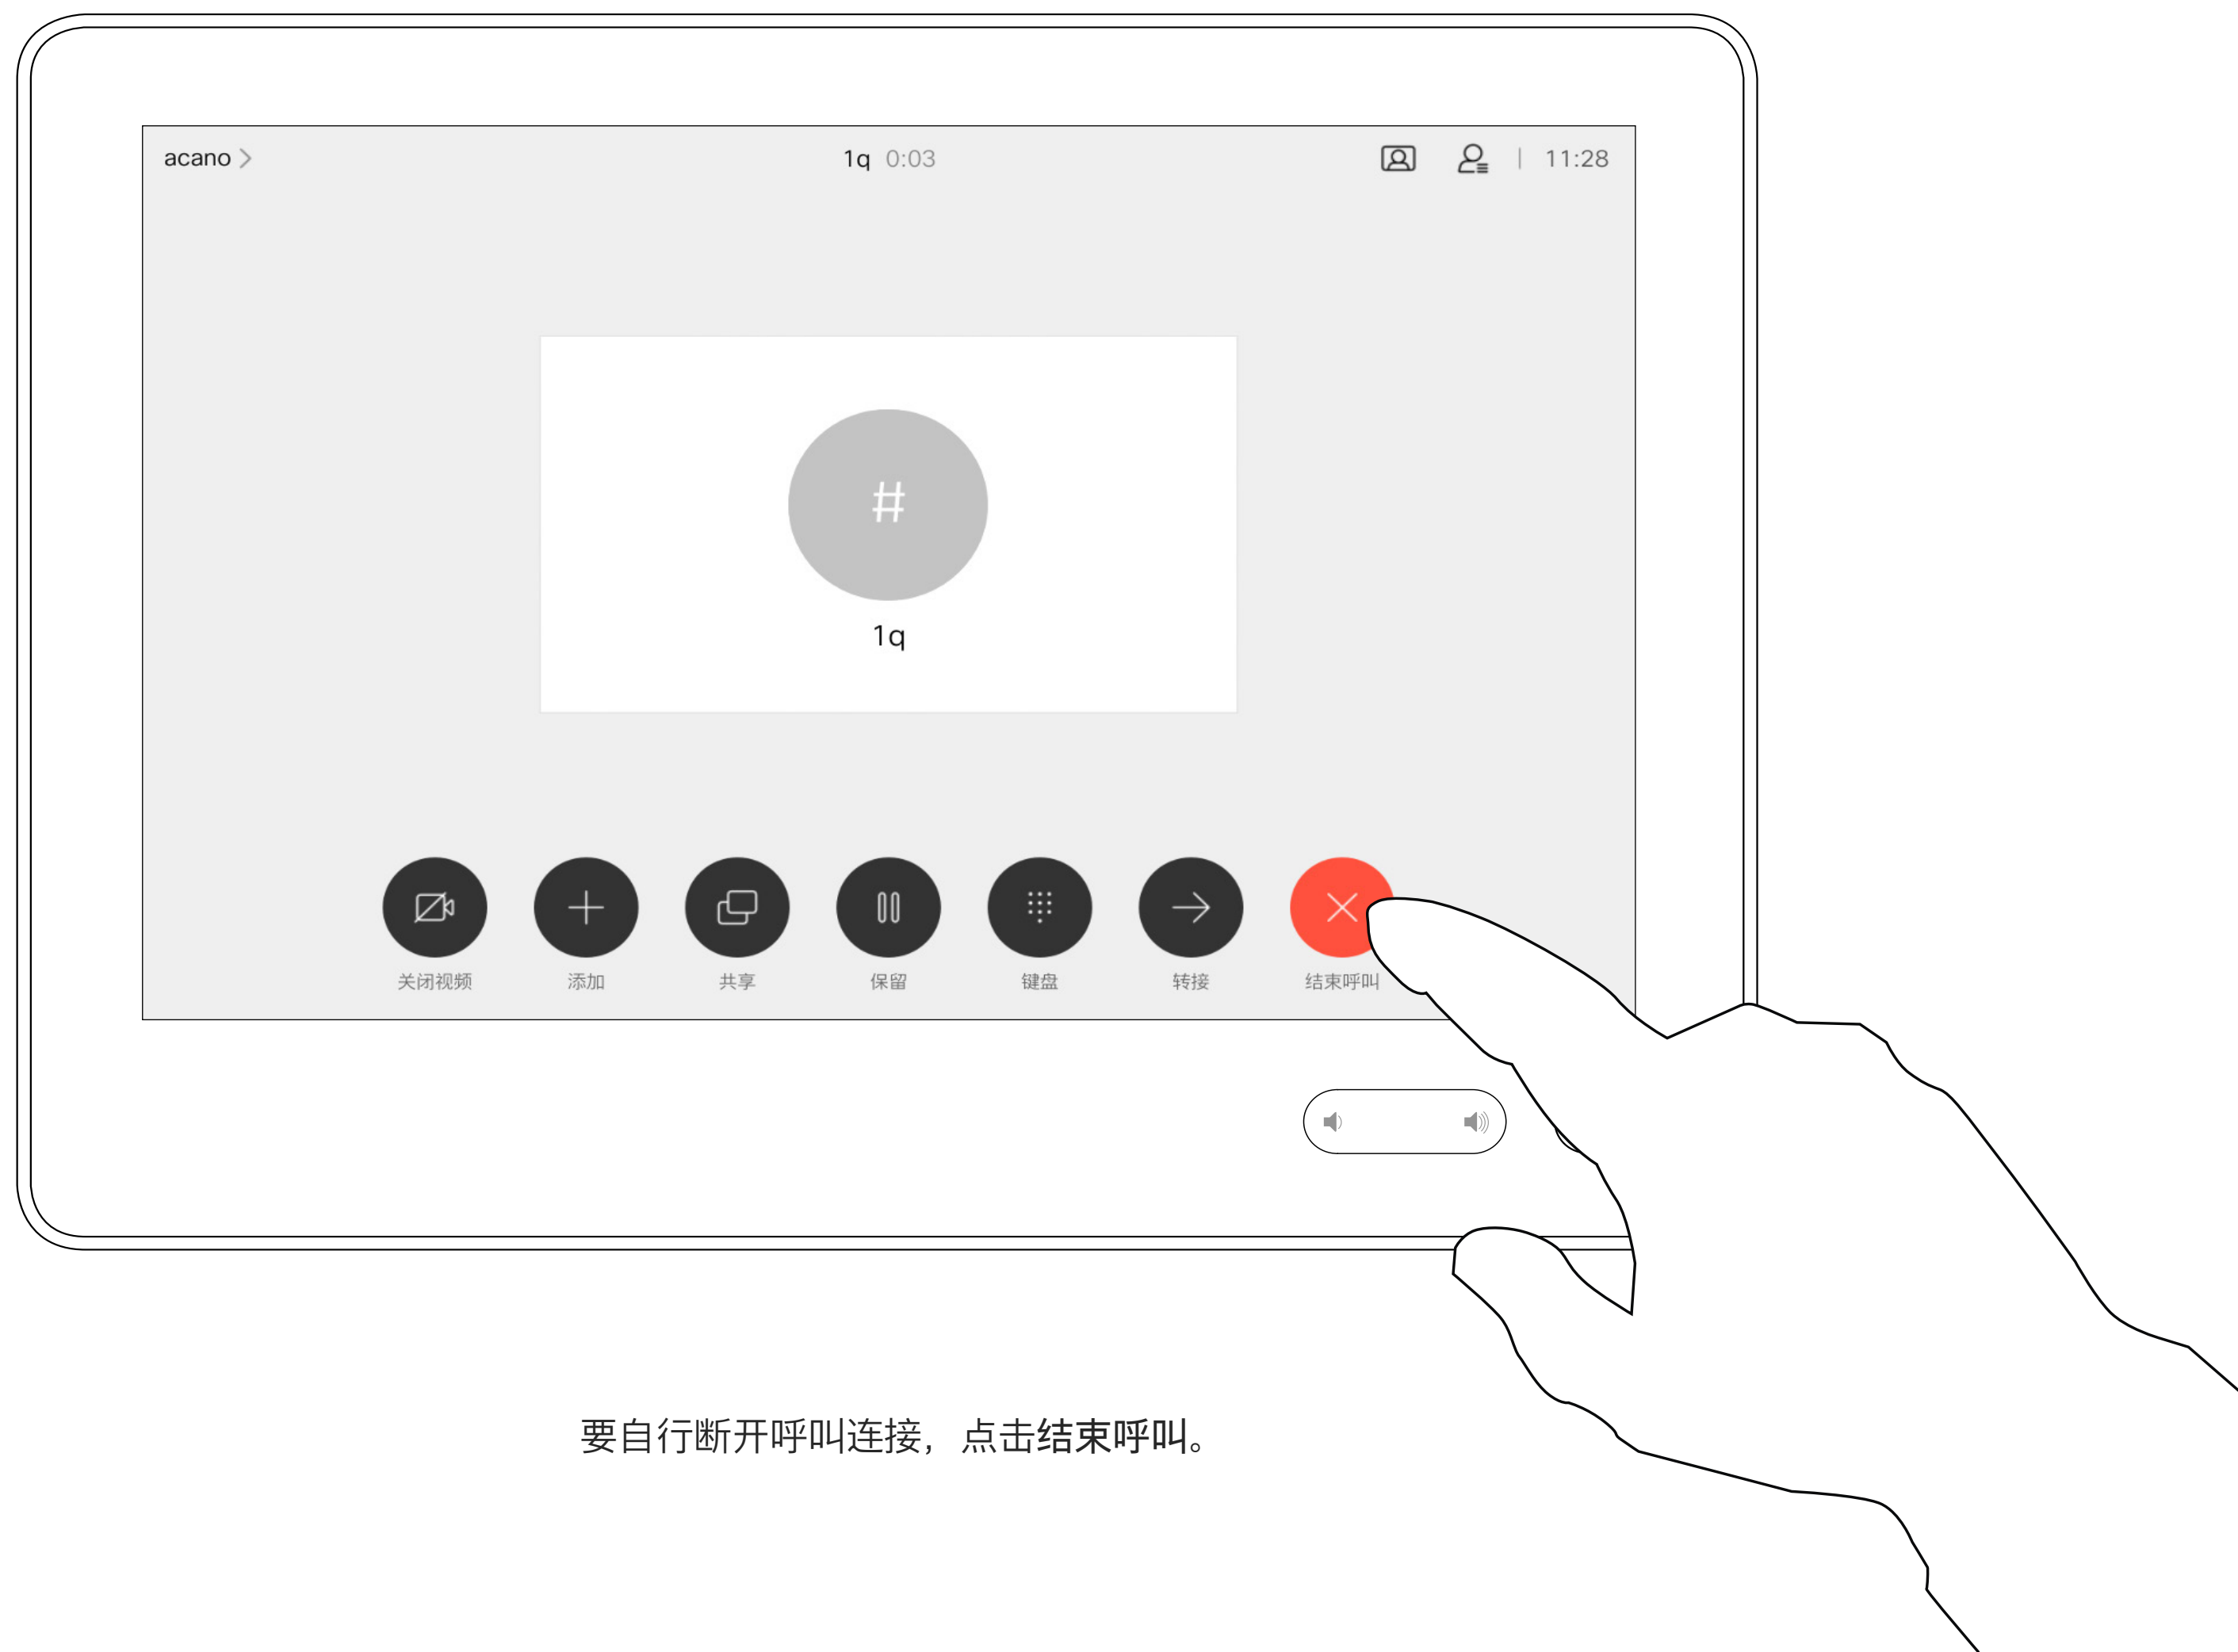 acano
1q 0:03
11:28
#
1q
关闭视频 添加 共享 保留 键盘 转接 结束呼叫
要自行断开呼叫连接，点击结束呼叫。